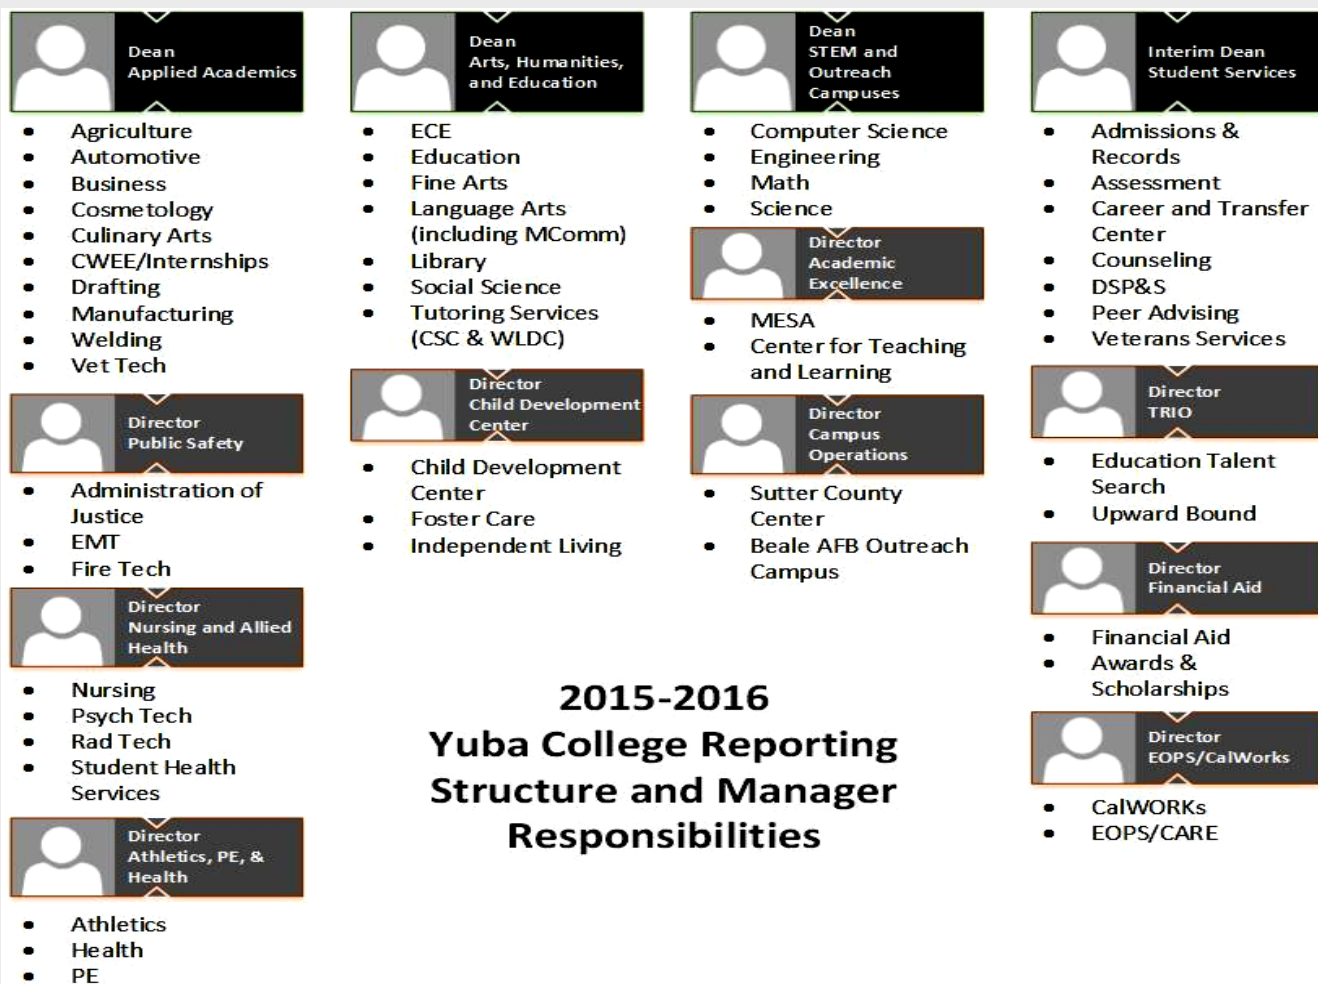 Dean
Applied Academics
• Agriculture
• Automotive
• Business
• Cosmetology
• Culinary Arts
• CWEE/Internships
• Drafting
• Manufacturing
• Welding
• Vet Tech
Director
Public Safety
• Administration of
Justice
• EMT
• Fire Tech
Director
Nursing and Allied
Health
• Nursing
• Psych Tech
• Rad Tech
• Student Health
Services
Director
Athletics, PE, &
Health
• Athletics
• Health
• PE
Dean
Arts, Humanities,
and Education
• ECE
• Education
• Fine Arts
• Language Arts
(including MComm)
• Library
• Social Science
• Tutoring Services
(CSC & WLDC)
Director
Child Development
Center
• Child Development
Center
• Foster Care
• Independent Living
Dean
STEM and
Outreach
Campuses
• Computer Science
• Engineering
• Math
• Science
Director
Academic
Excellence
• MESA
• Center for Teaching
and Learning
Director
Campus
Operations
• Sutter County
Center
• Beale AFB Outreach
Campus
Interim Dean
Student Services
• Admissions &
Records
• Assessment
• Career and Transfer
Center
• Counseling
• DSP&S
• Peer Advising
• Veterans Services
Director
TRIO
• Education Talent
Search
• Upward Bound
Director
Financial Aid
• Financial Aid
• Awards &
Scholarships
Director
EOPS/CalWorks
• CalWORKs
• EOPS/CARE
2015-2016
Yuba College Reporting
Structure and Manager
Responsibilities